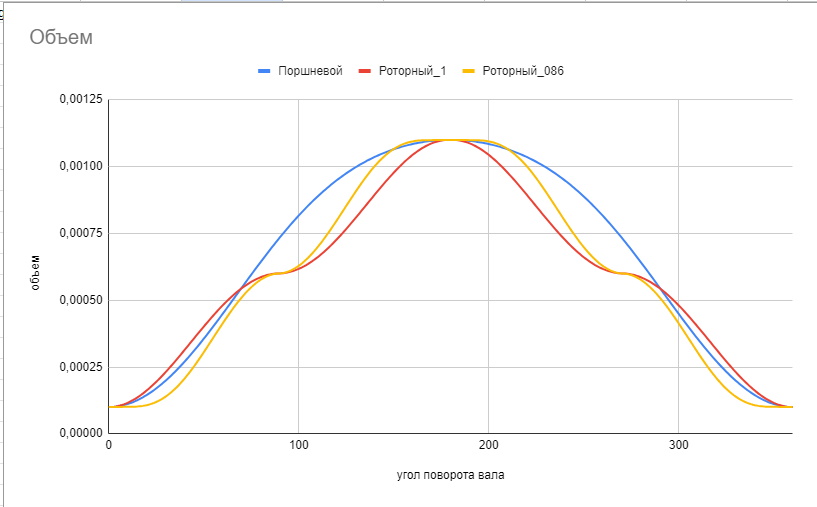 Объем
Поршневой
Роторный_1
Роторный_086
0,00125
0,00100
0,00075
0,00050
0,00025
0,00000
объем
0
100
200
300
угол поворота вала